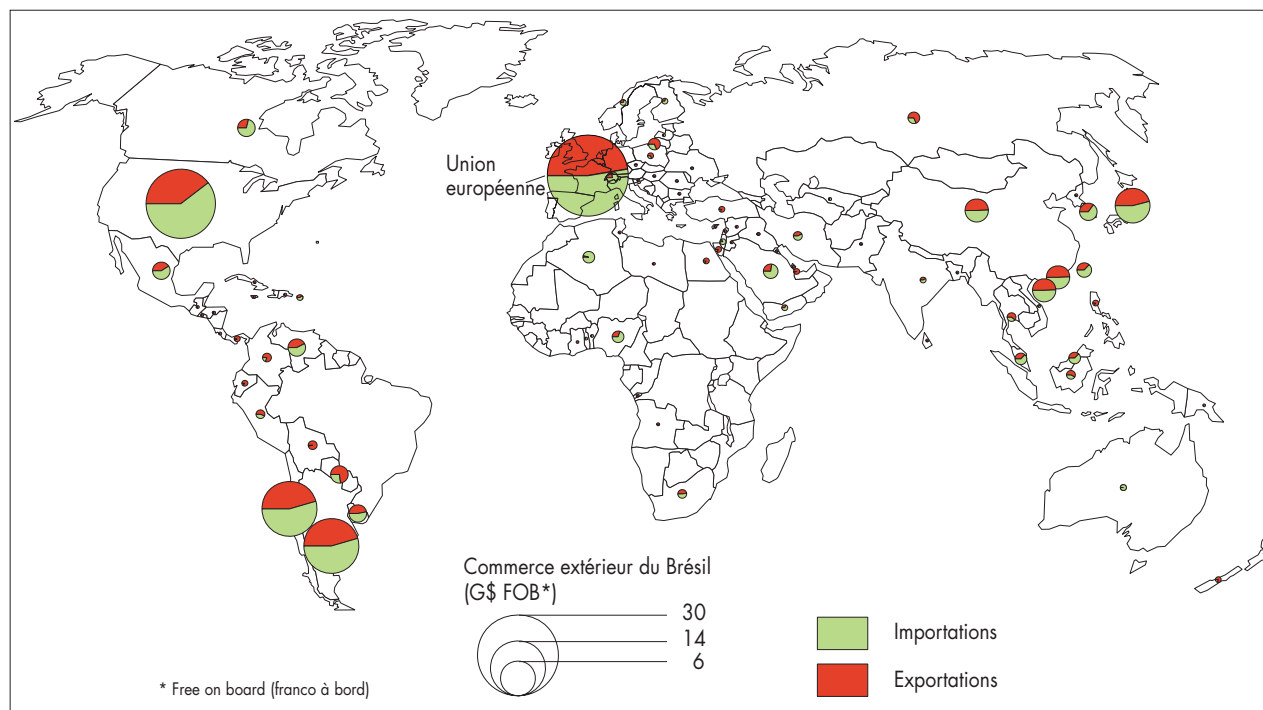 Union
européenne
Commerce extérieur du Brésil
(G$ FOB*)
30
14
6
Importations
Exportations
* Free on board (franco à bord)